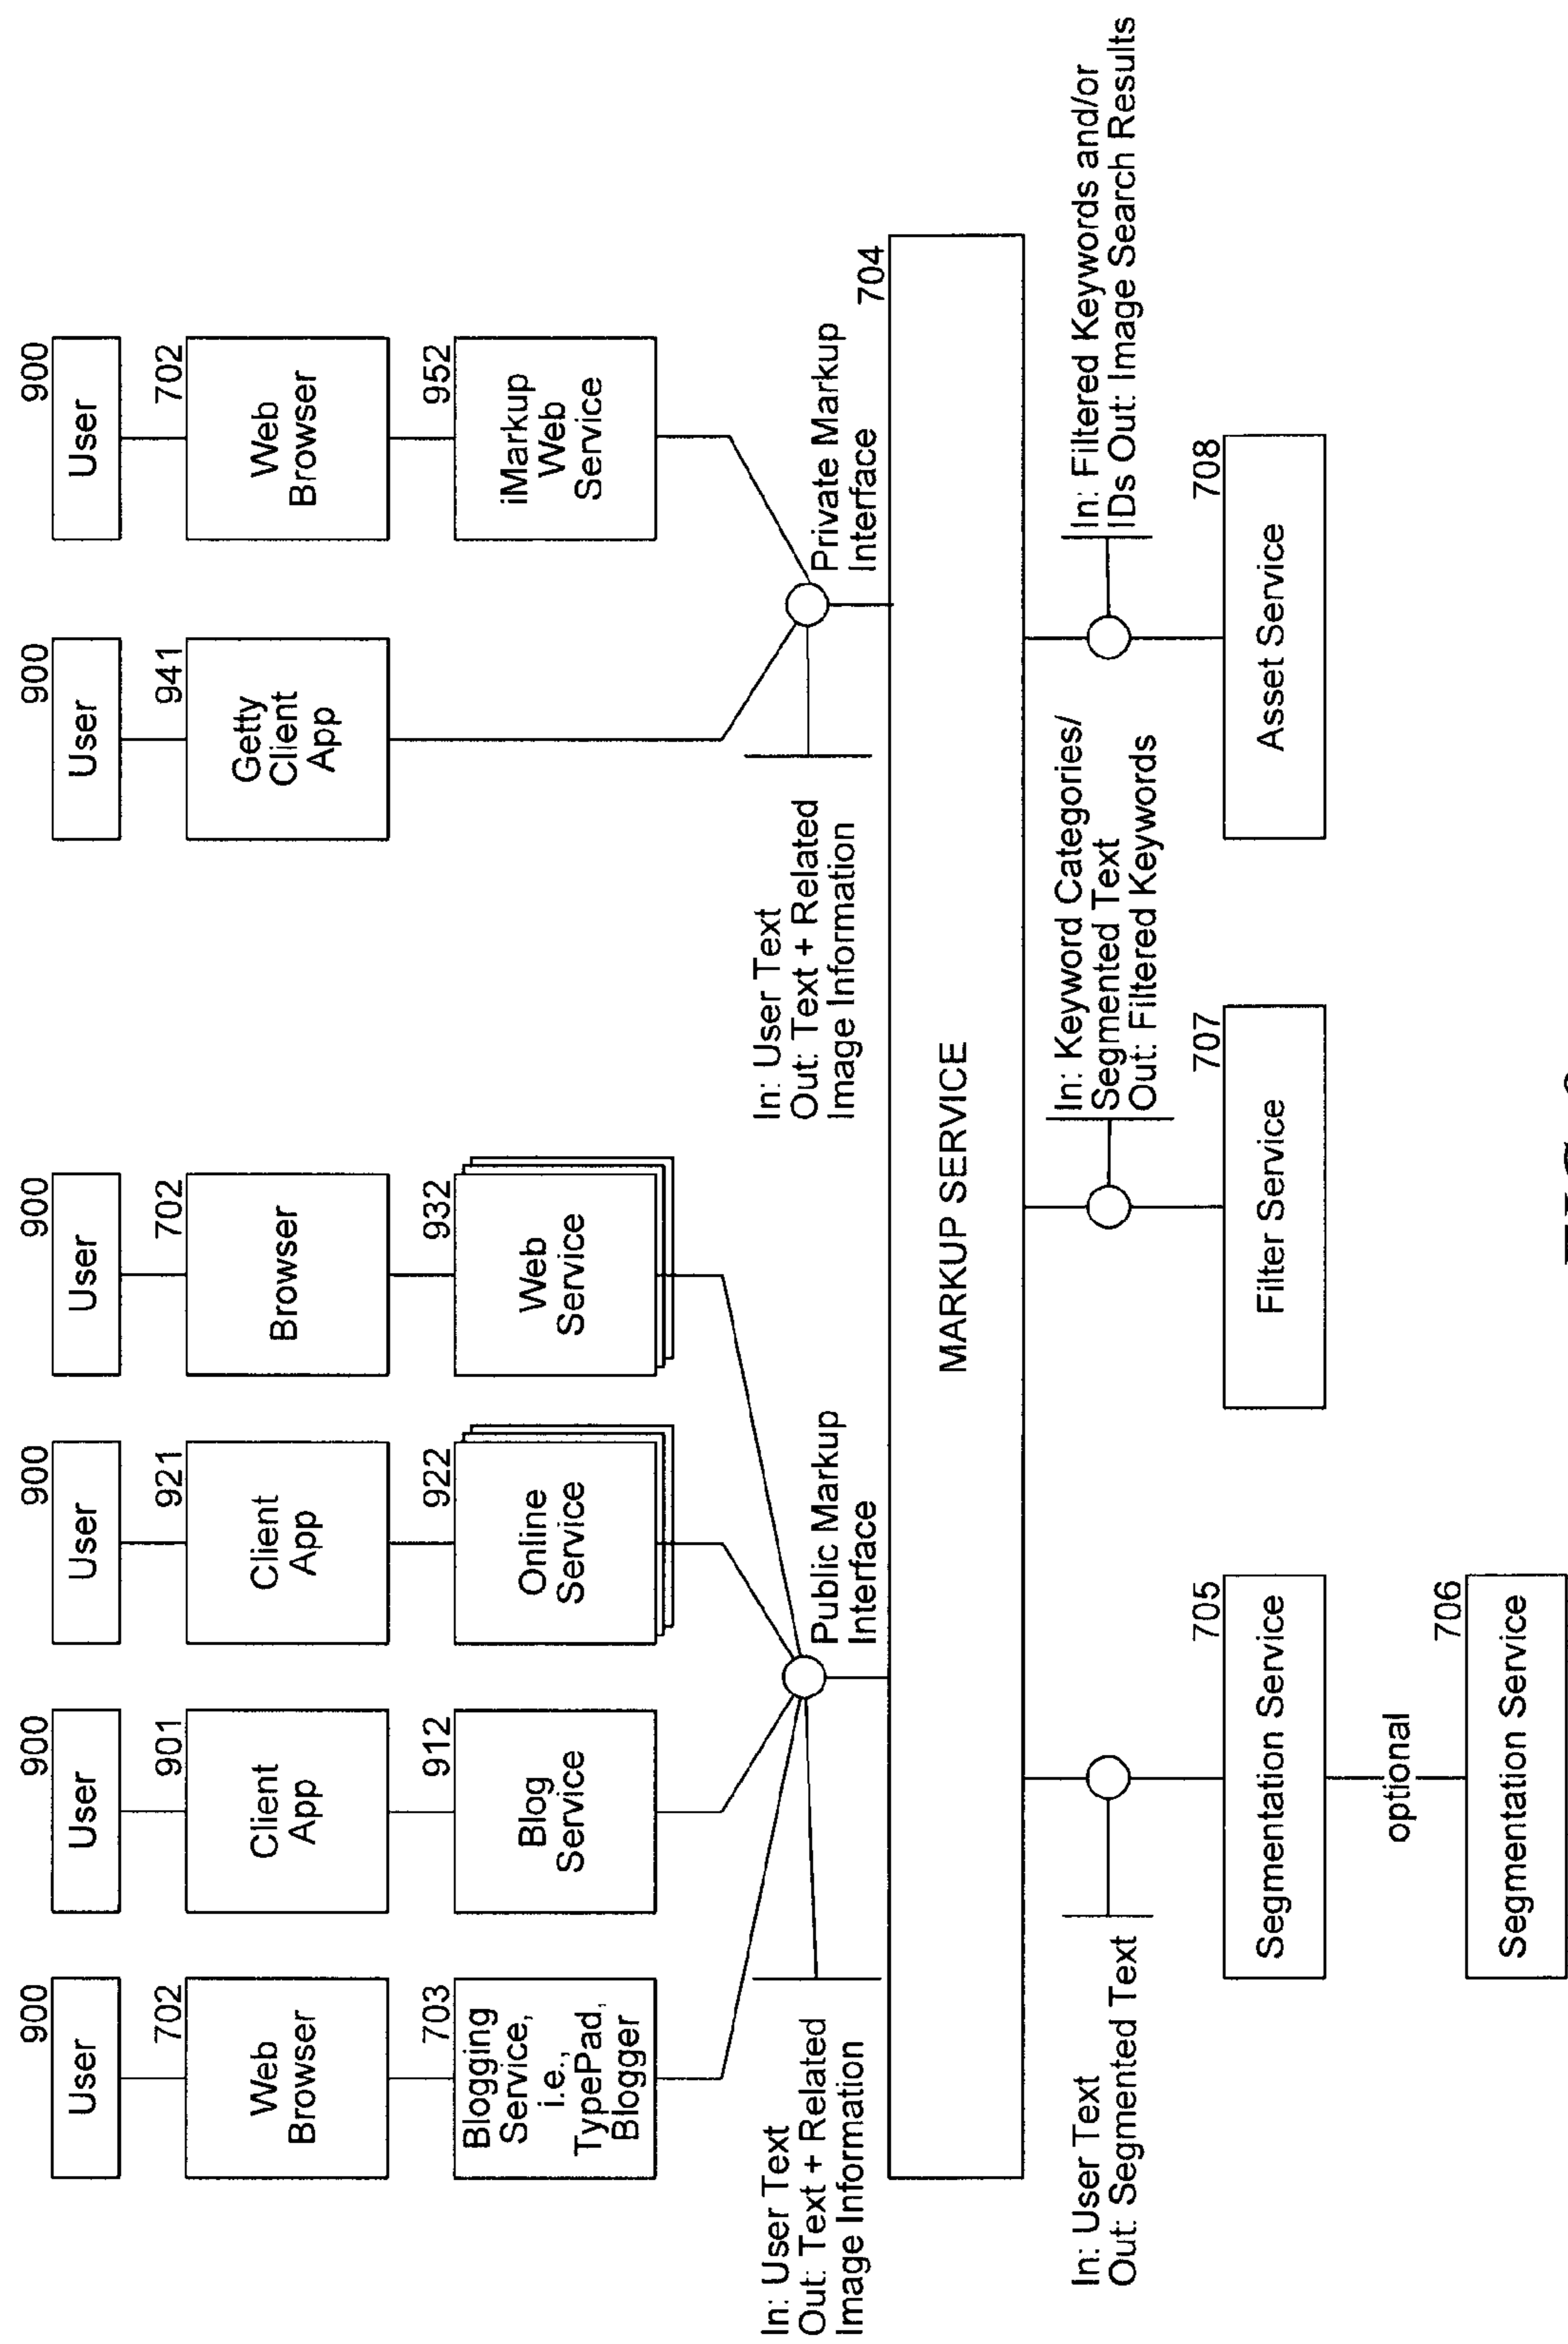 900
User
702
Web
Browser
703
Blogging
Service,
i.e.,
TypePad,
Blogger
900
User
901
Client
App
912
Blog
Service
900
User
921
Client
App
922
Online
Service
900
User
702
Browser
932
Web
Service
900
User
941
Getty
Client
App
900
User
702
Web
Browser
952
iMarkup
Web
Service
In: User Text
Out: Text + Related
Image Information
Public Markup
Interface
In: User Text
Out: Text + Related
Image Information
Private Markup
Interface
704
MARKUP SERVICE
In: User Text
Out: Segmented Text
In: Keyword Categories/
Segmented Text
Out: Filtered Keywords
In: Filtered Keywords and/or
IDs Out: Image Search Results
705
Segmentation Service
optional
706
Segmentation Service
707
Filter Service
708
Asset Service